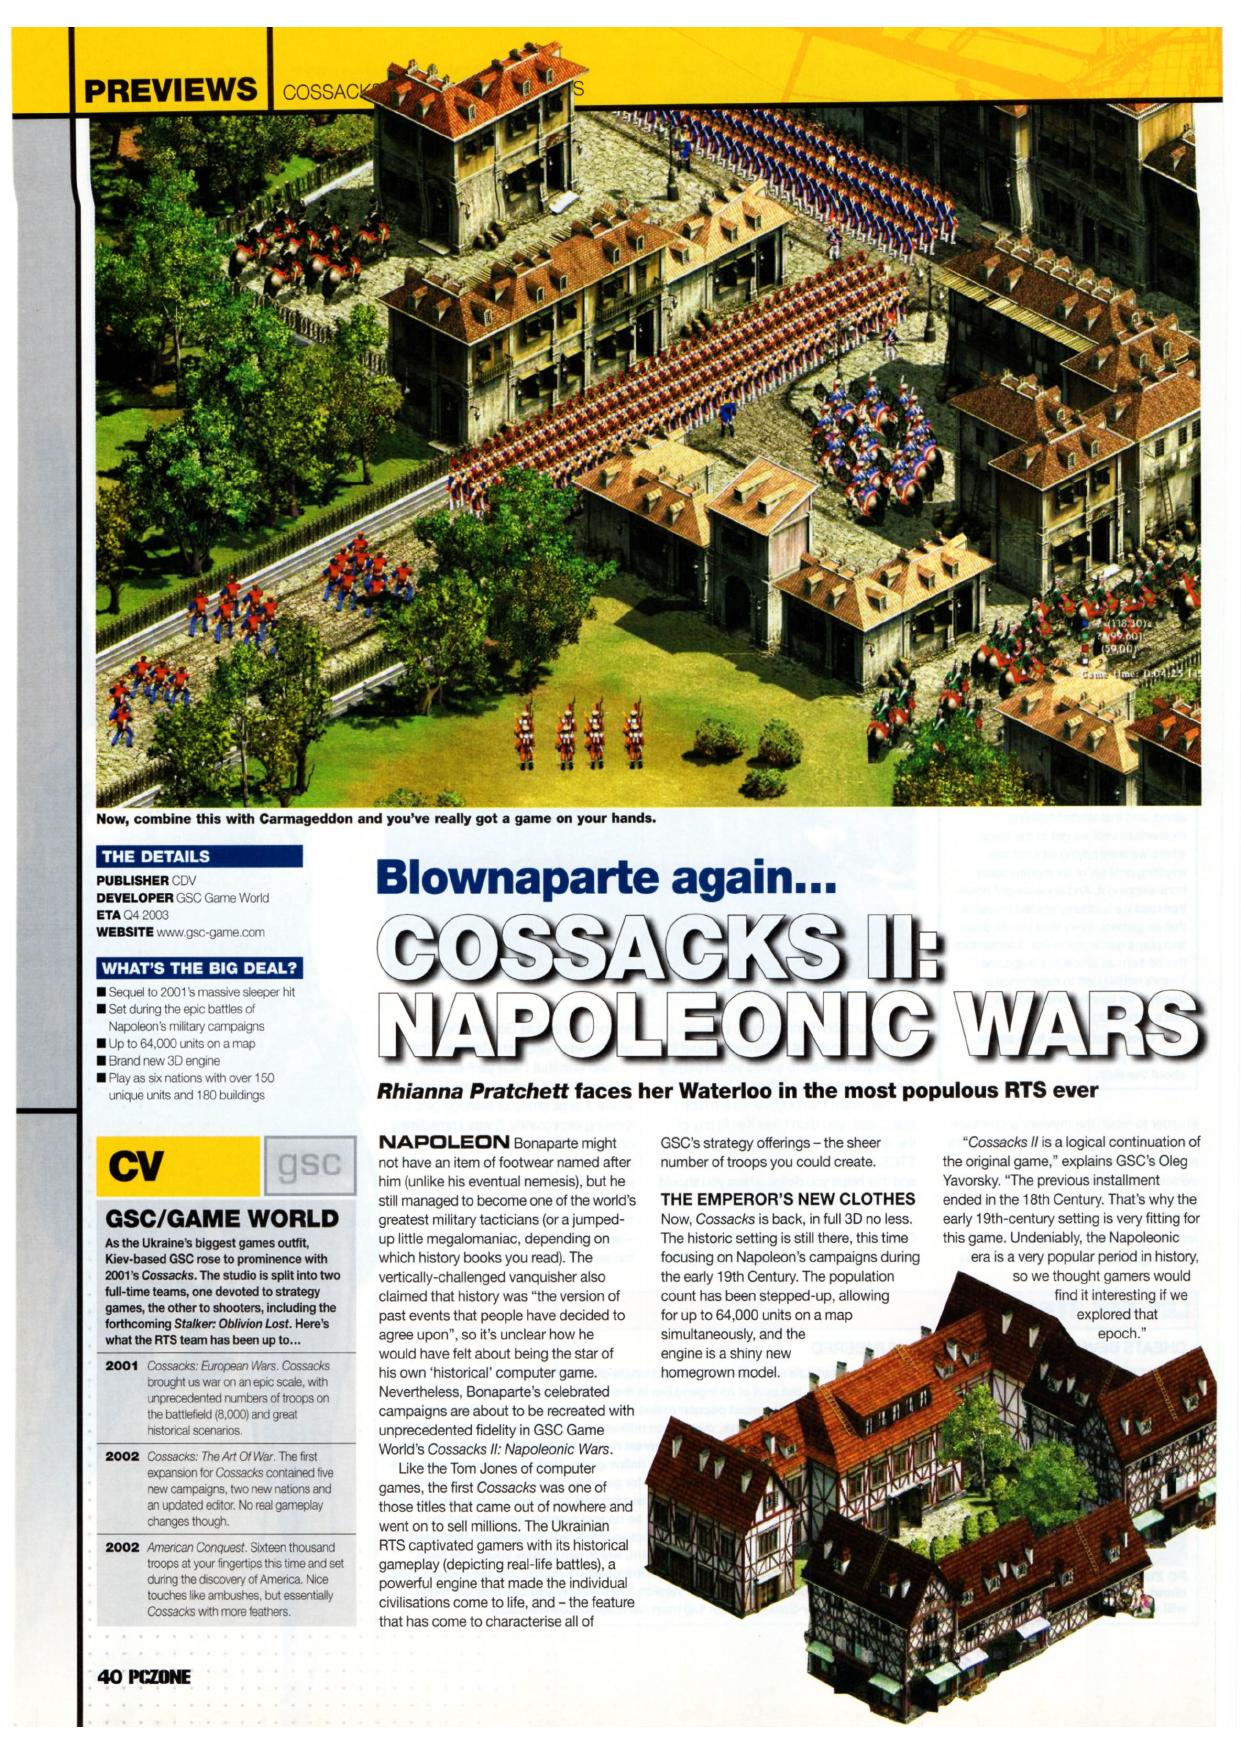 PREVIEWS
COSSACK
S
Game time: 0:04:25
Now, combine this with Carmageddon and you've really got a game on your hands.
THE DETAILS
PUBLISHER CDV
DEVELOPER GSC Game World
ETA Q4 2003
WEBSITE www.gsc-game.com
WHAT'S THE BIG DEAL?
■ Sequel to 2001's massive sleeper hit
■ Set during the epic battles of
Napoleon's military campaigns
■ Up to 64,000 units on a map
■ Brand new 3D engine
■ Play as six nations with over 150
unique units and 180 buildings
CV
gsc
GSC/GAME WORLD
As the Ukraine's biggest games outfit,
Kiev-based GSC rose to prominence with
2001's Cossacks. The studio is split into two
full-time teams, one devoted to strategy
games, the other to shooters, including the
forthcoming Stalker: Oblivion Lost. Here's
what the RTS team has been up to...
2001 Cossacks: European Wars. Cossacks
brought us war on an epic scale, with
unprecedented numbers of troops on
the battlefield (8,000) and great
historical scenarios.
2002 Cossacks: The Art Of War. The first
expansion for Cossacks contained five
new campaigns, two new nations and
an updated editor. No real gameplay
changes though.
2002 American Conquest. Sixteen thousand
troops at your fingertips this time and set
during the discovery of America. Nice
touches like ambushes, but essentially
Cossacks with more feathers.
Blownaparte again...
COSSACKS II:
NAPOLEONIC WARS
Rhianna Pratchett faces her Waterloo in the most populous RTS ever
NAPOLEON Bonaparte might
not have an item of footwear named after
him (unlike his eventual nemesis), but he
still managed to become one of the world's
greatest military tacticians (or a jumped-
up little megalomaniac, depending on
which history books you read). The
vertically-challenged vanquisher also
claimed that history was "the version of
past events that people have decided to
agree upon", so it's unclear how he
would have felt about being the star of
his own 'historical' computer game.
Nevertheless, Bonaparte's celebrated
campaigns are about to be recreated with
unprecedented fidelity in GSC Game
World's Cossacks II: Napoleonic Wars.
Like the Tom Jones of computer
games, the first Cossacks was one of
those titles that came out of nowhere and
went on to sell millions. The Ukrainian
RTS captivated gamers with its historical
gameplay (depicting real-life battles), a
powerful engine that made the individual
civilisations come to life, and – the feature
that has come to characterise all of
GSC's strategy offerings – the sheer
number of troops you could create.
THE EMPEROR'S NEW CLOTHES
Now, Cossacks is back, in full 3D no less.
The historic setting is still there, this time
focusing on Napoleon's campaigns during
the early 19th Century. The population
count has been stepped-up, allowing
for up to 64,000 units on a map
simultaneously, and the
engine is a shiny new
homegrown model.
"Cossacks II is a logical continuation of
the original game," explains GSC's Oleg
Yavorsky. "The previous installment
ended in the 18th Century. That's why the
early 19th-century setting is very fitting for
this game. Undeniably, the Napoleonic
era is a very popular period in history,
so we thought gamers would
find it interesting if we
explored that
epoch."
40 PCZONE